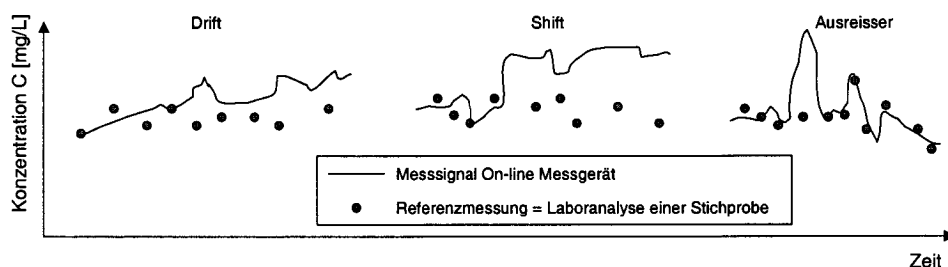 Drift
Shift
Ausreisser
Konzentration C [mg/L]
Messsignal On-line Messgerät
Referenzmessung = Laboranalyse einer Stichprobe
Zeit